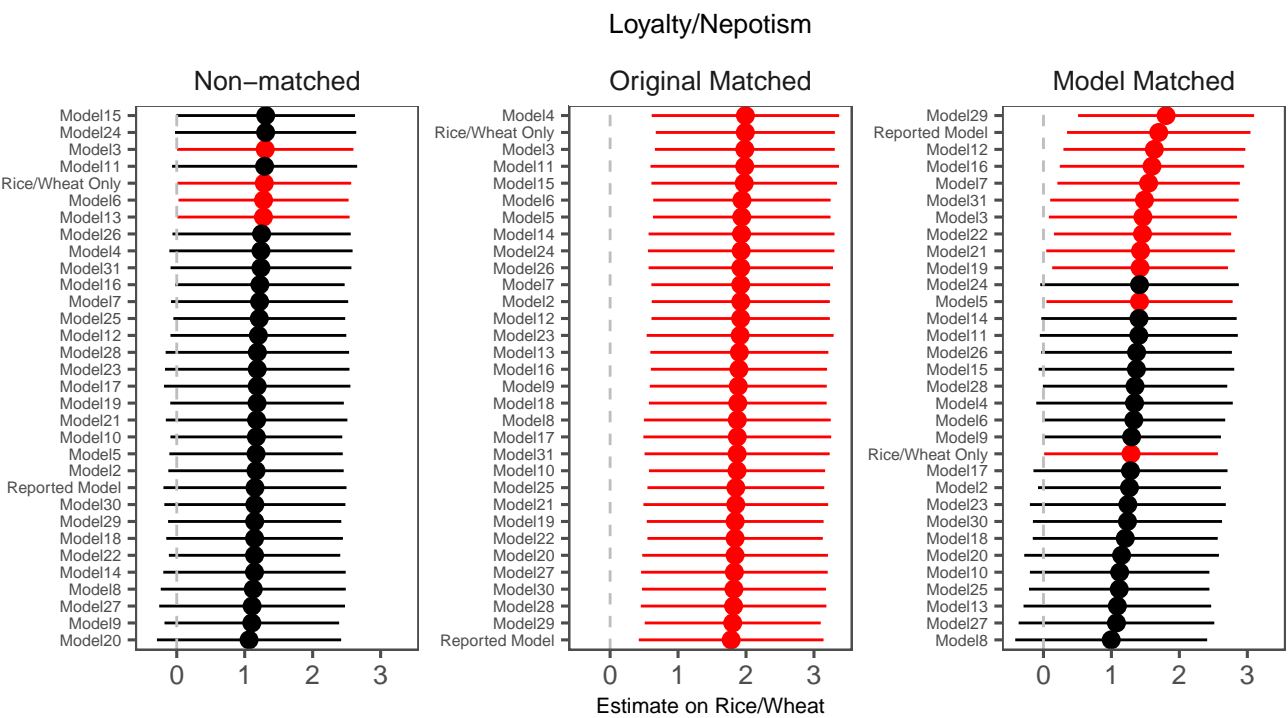 Loyalty/Nepotism
Non−matched
Model15
Model24
Model3
Model11
Rice/Wheat Only
Model6
Model13
Model26
Model4
Model31
Model16
Model7
Model25
Model12
Model28
Model23
Model17
Model19
Model21
Model10
Model5
Model2
Reported Model
Model30
Model29
Model18
Model22
Model14
Model8
Model27
Model9
Model20
0 1 2 3
Original Matched
Model4
Rice/Wheat Only
Model3
Model11
Model15
Model6
Model5
Model14
Model24
Model26
Model7
Model2
Model12
Model23
Model13
Model16
Model9
Model18
Model8
Model17
Model31
Model10
Model25
Model21
Model19
Model22
Model20
Model27
Model30
Model28
Model29
Reported Model
0 1 2 3
Model Matched
Model29
Reported Model
Model12
Model16
Model7
Model31
Model3
Model22
Model21
Model19
Model24
Model5
Model14
Model11
Model26
Model15
Model28
Model4
Model6
Model9
Rice/Wheat Only
Model17
Model2
Model23
Model30
Model18
Model20
Model10
Model25
Model13
Model27
Model8
0 1 2 3
Estimate on Rice/Wheat